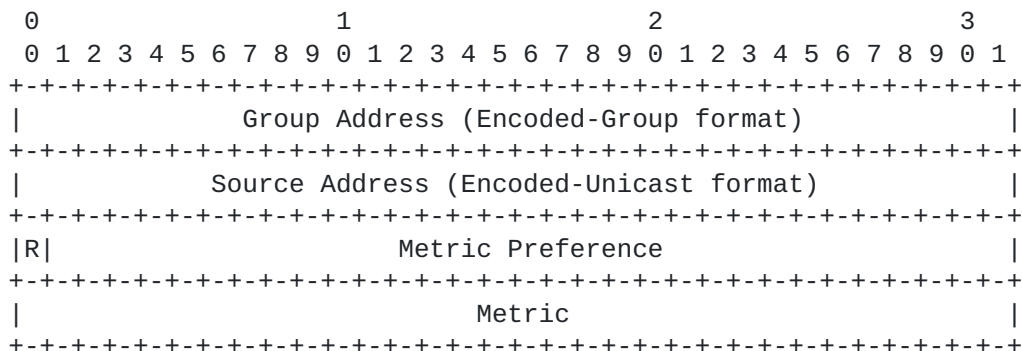 0                   1                   2                   3
 0 1 2 3 4 5 6 7 8 9 0 1 2 3 4 5 6 7 8 9 0 1 2 3 4 5 6 7 8 9 0 1
+-+-+-+-+-+-+-+-+-+-+-+-+-+-+-+-+-+-+-+-+-+-+-+-+-+-+-+-+-+-+-+-+
|              Group Address (Encoded-Group format)             |
+-+-+-+-+-+-+-+-+-+-+-+-+-+-+-+-+-+-+-+-+-+-+-+-+-+-+-+-+-+-+-+-+
|            Source Address (Encoded-Unicast format)            |
+-+-+-+-+-+-+-+-+-+-+-+-+-+-+-+-+-+-+-+-+-+-+-+-+-+-+-+-+-+-+-+-+
|R|                      Metric Preference                      |
+-+-+-+-+-+-+-+-+-+-+-+-+-+-+-+-+-+-+-+-+-+-+-+-+-+-+-+-+-+-+-+-+
|                             Metric                            |
+-+-+-+-+-+-+-+-+-+-+-+-+-+-+-+-+-+-+-+-+-+-+-+-+-+-+-+-+-+-+-+-+